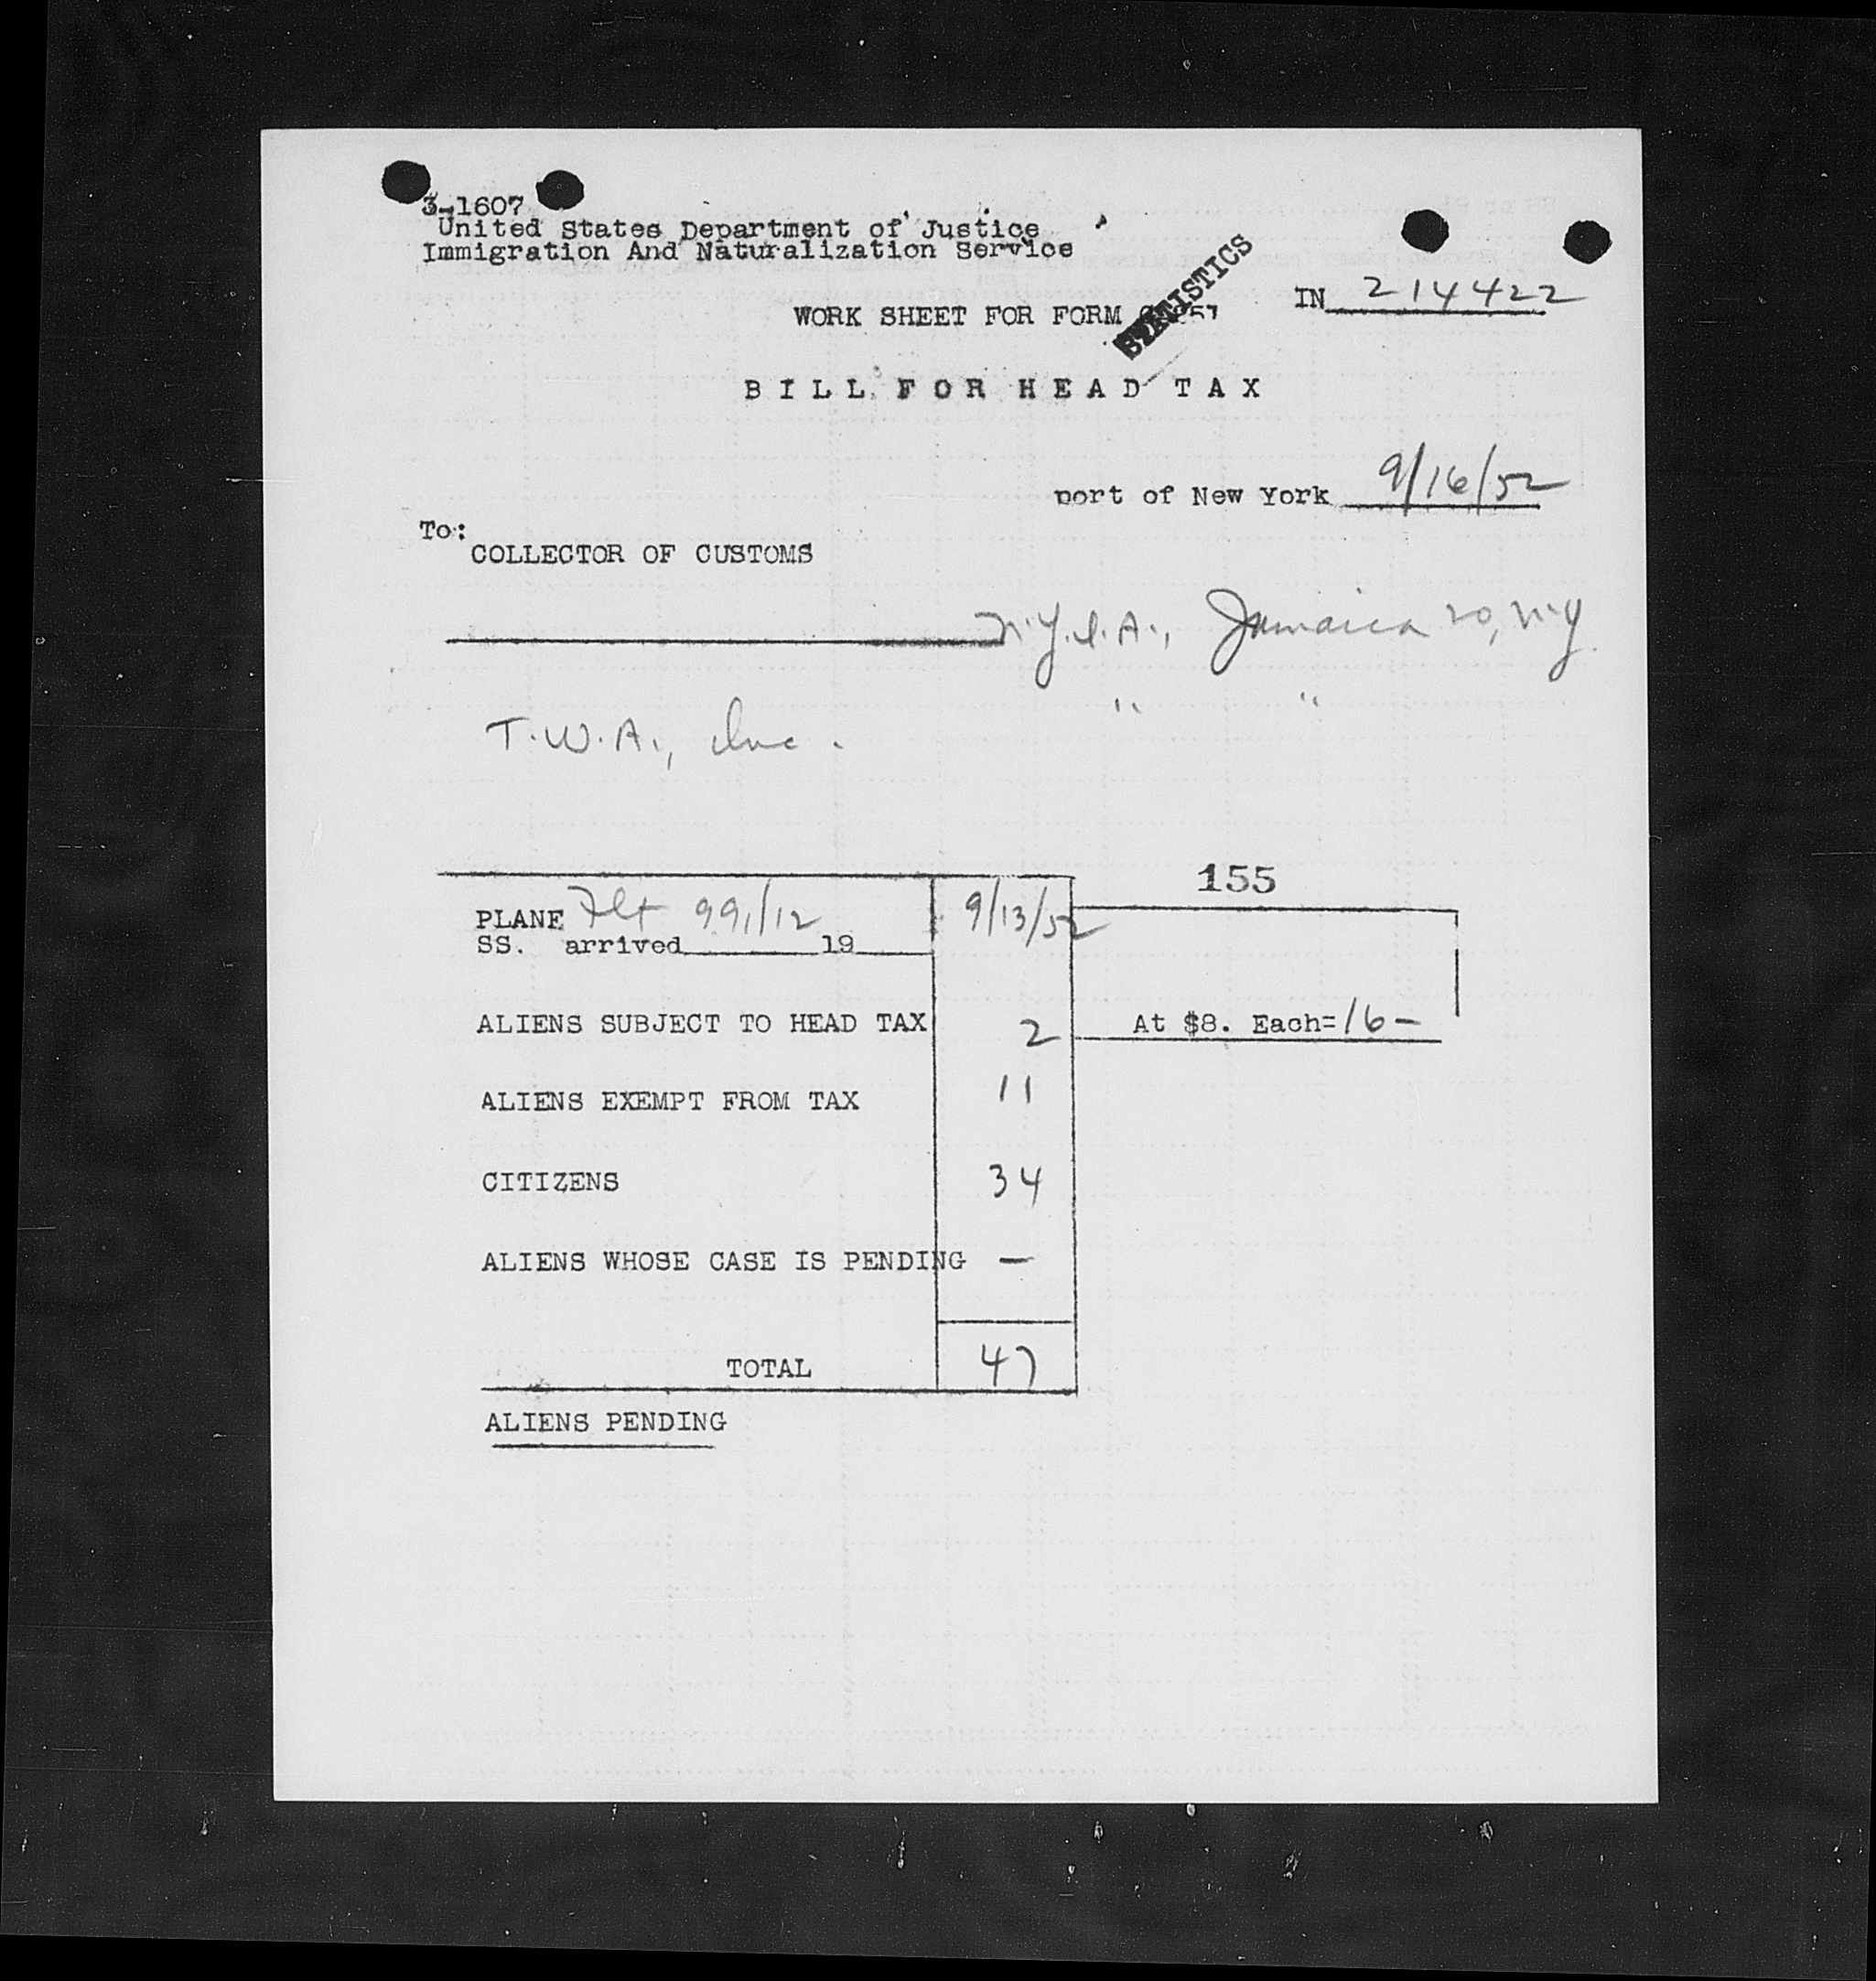 3-1607
United States Department of Justice
Immigration And Naturalization Service
STATISTICS
WORK SHEET FOR FORM
IN 214422
BILL FOR HEAD TAX
port of New York 9/16/52
To:
COLLECTOR OF CUSTOMS
N.Y.I.A., Jamaica 20, N.Y.
" "
T.W.A., Inc.
155
PLANE Flt 991/12 9/13/52
SS. arrived 19
ALIENS SUBJECT TO HEAD TAX 2 At $8. Each= 16 -
ALIENS EXEMPT FROM TAX 11
CITIZENS 34
ALIENS WHOSE CASE IS PENDING -
TOTAL 47
ALIENS PENDING